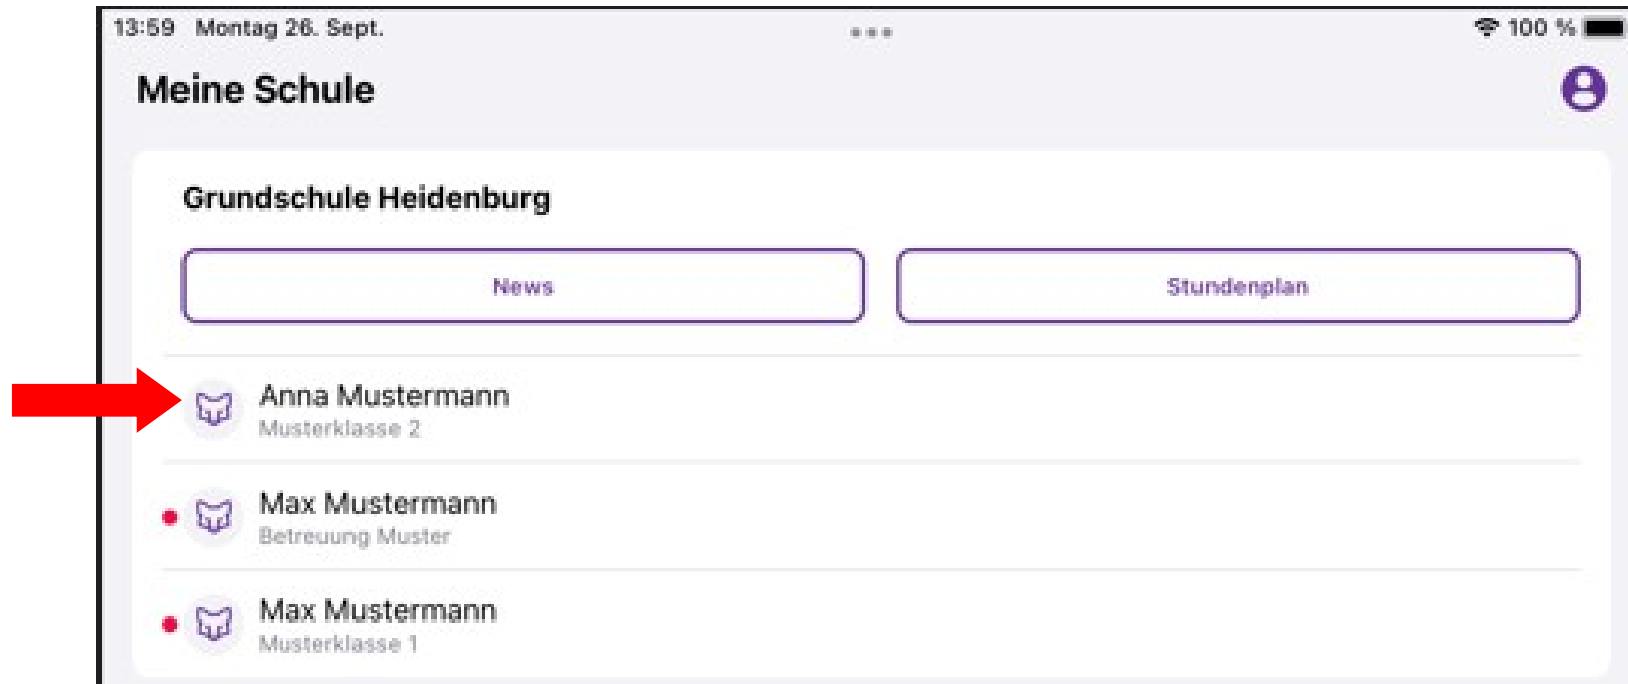 13:59 Montag 26. Sept.
100 %
Meine Schule
Grundschule Heidenburg
News
Stundenplan
Anna Mustermann
Musterklasse 2
Max Mustermann
Betreuung Muster
Max Mustermann
Musterklasse 1